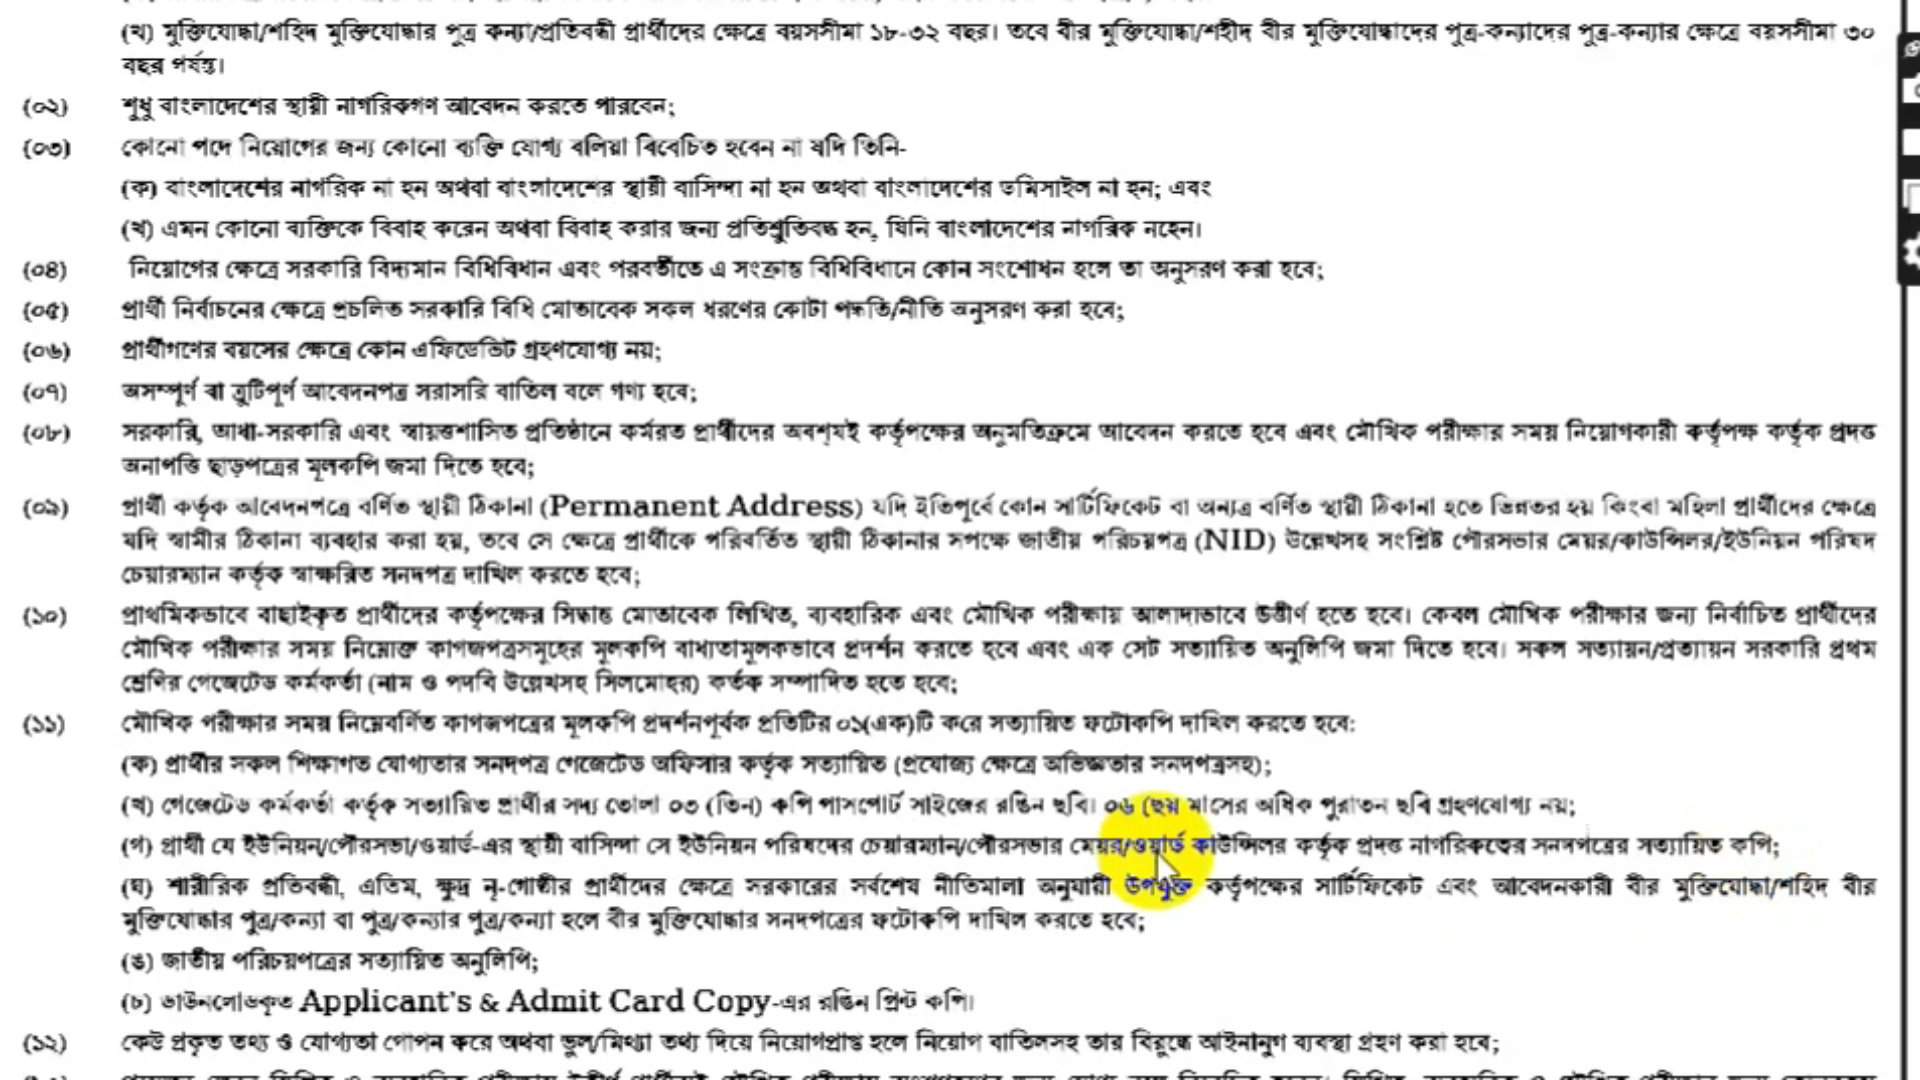 (খ) মুক্তিযোদ্ধা/শহিদ মুক্তিযোদ্ধার পুত্র কন্যা/প্রতিবন্ধী প্রার্থীদের ক্ষেত্রে বয়সসীমা ১৮-৩২ বছর। তবে বীর মুক্তিযোদ্ধা/শহীদ বীর মুক্তিযোদ্ধাদের পুত্র-কন্যাদের পুত্র-কন্যার ক্ষেত্রে বয়সসীমা ৩০
বছর পর্যন্ত।
(০২) শুধু বাংলাদেশের স্থায়ী নাগরিকগণ আবেদন করতে পারবেন;
(০৩) কোনো পদে নিয়োগের জন্য কোনো ব্যক্তি যোগ্য বলিয়া বিবেচিত হবেন না যদি তিনি-
(ক) বাংলাদেশের নাগরিক না হন অথবা বাংলাদেশের স্থায়ী বাসিন্দা না হন অথবা বাংলাদেশের ডমিসাইল না হন; এবং
(খ) এমন কোনো ব্যক্তিকে বিবাহ করেন অথবা বিবাহ করার জন্য প্রতিশ্রুতিবদ্ধ হন, যিনি বাংলাদেশের নাগরিক নহেন।
(০৪) নিয়োগের ক্ষেত্রে সরকারি বিদ্যমান বিধিবিধান এবং পরবর্তীতে এ সংক্রান্ত বিধিবিধানে কোন সংশোধন হলে তা অনুসরণ করা হবে;
(০৫) প্রার্থী নির্বাচনের ক্ষেত্রে প্রচলিত সরকারি বিধি মোতাবেক সকল ধরণের কোটা পদ্ধতি/নীতি অনুসরণ করা হবে;
(০৬) প্রার্থীগণের বয়সের ক্ষেত্রে কোন এফিডেভিট গ্রহণযোগ্য নয়;
(০৭) অসম্পূর্ণ বা ত্রুটিপূর্ণ আবেদনপত্র সরাসরি বাতিল বলে গণ্য হবে;
(০৮) সরকারি, আধা-সরকারি এবং স্বায়ত্তশাসিত প্রতিষ্ঠানে কর্মরত প্রার্থীদের অবশ্যই কর্তৃপক্ষের অনুমতিক্রমে আবেদন করতে হবে এবং মৌখিক পরীক্ষার সময় নিয়োগকারী কর্তৃপক্ষ কর্তৃক প্রদত্ত
অনাপত্তি ছাড়পত্রের মূলকপি জমা দিতে হবে;
(০৯) প্রার্থী কর্তৃক আবেদনপত্রে বর্ণিত স্থায়ী ঠিকানা (Permanent Address) যদি ইতিপূর্বে কোন সার্টিফিকেট বা অন্যত্র বর্ণিত স্থায়ী ঠিকানা হতে ভিন্নতর হয় কিংবা মহিলা প্রার্থীদের ক্ষেত্রে
যদি স্বামীর ঠিকানা ব্যবহার করা হয়, তবে সে ক্ষেত্রে প্রার্থীকে পরিবর্তিত স্থায়ী ঠিকানার সপক্ষে জাতীয় পরিচয়পত্র (NID) উল্লেখসহ সংশ্লিষ্ট পৌরসভার মেয়র/কাউন্সিলর/ইউনিয়ন পরিষদ
চেয়ারম্যান কর্তৃক স্বাক্ষরিত সনদপত্র দাখিল করতে হবে;
(১০) প্রাথমিকভাবে বাছাইকৃত প্রার্থীদের কর্তৃপক্ষের সিদ্ধান্ত মোতাবেক লিখিত, ব্যবহারিক এবং মৌখিক পরীক্ষায় আলাদাভাবে উত্তীর্ণ হতে হবে। কেবল মৌখিক পরীক্ষার জন্য নির্বাচিত প্রার্থীদের
মৌখিক পরীক্ষার সময় নিম্নোক্ত কাগজপত্রসমূহের মূলকপি বাধ্যতামূলকভাবে প্রদর্শন করতে হবে এবং এক সেট সত্যায়িত অনুলিপি জমা দিতে হবে। সকল সত্যায়ন/প্রত্যায়ন সরকারি প্রথম
শ্রেণির গেজেটেড কর্মকর্তা (নাম ও পদবি উল্লেখসহ সিলমোহর) কর্তক সম্পাদিত হতে হবে;
(১১) মৌখিক পরীক্ষার সময় নিম্নেবর্ণিত কাগজপত্রের মূলকপি প্রদর্শনপূর্বক প্রতিটির ০১(এক)টি করে সত্যায়িত ফটোকপি দাখিল করতে হবে:
(ক) প্রার্থীর সকল শিক্ষাগত যোগ্যতার সনদপত্র গেজেটেড অফিসার কর্তৃক সত্যায়িত (প্রযোজ্য ক্ষেত্রে অভিজ্ঞতার সনদপত্রসহ);
(খ) গেজেটেড কর্মকর্তা কর্তৃক সত্যায়িত প্রার্থীর সদ্য তোলা ০৩ (তিন) কপি পাসপোর্ট সাইজের রঙিন ছবি। ০৬ (ছয় মাসের অধিক পুরাতন ছবি গ্রহণযোগ্য নয়;
(গ) প্রার্থী যে ইউনিয়ন/পৌরসভা/ওয়ার্ড-এর স্থায়ী বাসিন্দা সে ইউনিয়ন পরিষদের চেয়ারম্যান/পৌরসভার মেয়র/ওয়ার্ড কাউন্সিলর কর্তৃক প্রদত্ত নাগরিকত্বের সনদপত্রের সত্যায়িত কপি;
(ঘ) শারীরিক প্রতিবন্ধী, এতিম, ক্ষুদ্র নৃ-গোষ্ঠীর প্রার্থীদের ক্ষেত্রে সরকারের সর্বশেষ নীতিমালা অনুযায়ী উপযুক্ত কর্তৃপক্ষের সার্টিফিকেট এবং আবেদনকারী বীর মুক্তিযোদ্ধা/শহিদ বীর
মুক্তিযোদ্ধার পুত্র/কন্যা বা পুত্র/কন্যার পুত্র/কন্যা হলে বীর মুক্তিযোদ্ধার সনদপত্রের ফটোকপি দাখিল করতে হবে;
(ঙ) জাতীয় পরিচয়পত্রের সত্যায়িত অনুলিপি;
(চ) ডাউনলোডকৃত Applicant's & Admit Card Copy-এর রঙিন প্রিন্ট কপি।
(১২) কেউ প্রকৃত তথ্য ও যোগ্যতা গোপন করে অথবা ভুল/মিথ্যা তথ্য দিয়ে নিয়োগপ্রাপ্ত হলে নিয়োগ বাতিলসহ তার বিরুদ্ধে আইনানুগ ব্যবস্থা গ্রহণ করা হবে;